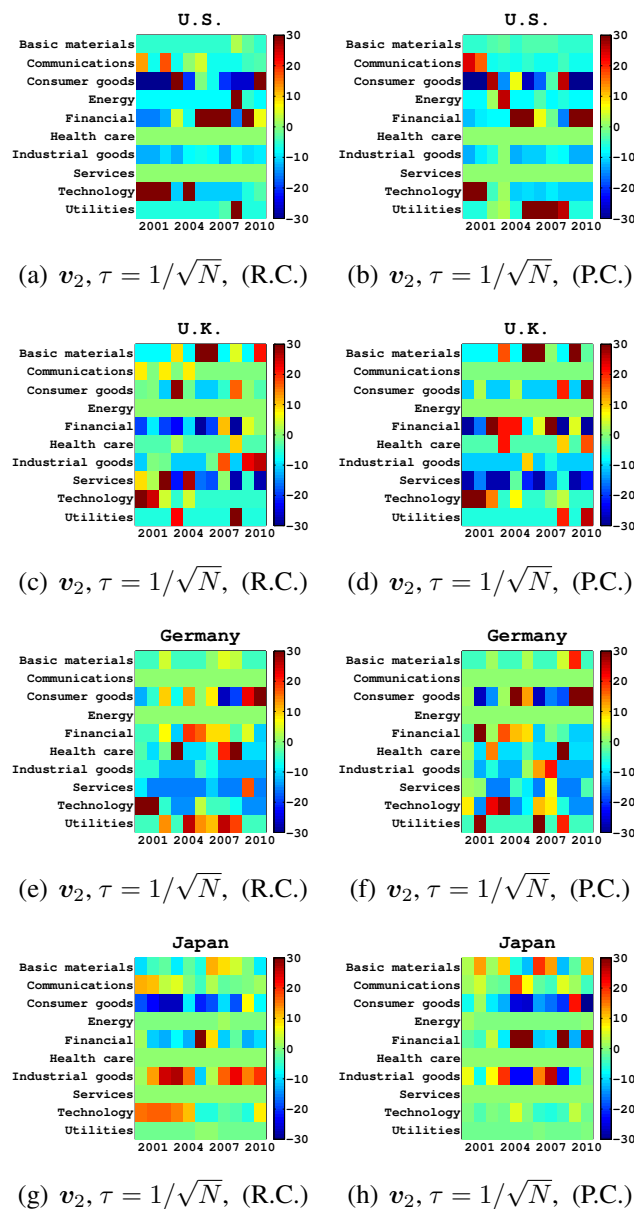 U.S.
Basic materials
Communications
Consumer goods
Energy
Financial
Health care
Industrial goods
Services
Technology
Utilities
2001 2004 2007 2010
30
20
10
0
−10
−20
−30
(a) v₂, τ = 1/√N, (R.C.)
U.S.
Basic materials
Communications
Consumer goods
Energy
Financial
Health care
Industrial goods
Services
Technology
Utilities
2001 2004 2007 2010
30
20
10
0
−10
−20
−30
(b) v₂, τ = 1/√N, (P.C.)
U.K.
Basic materials
Communications
Consumer goods
Energy
Financial
Health care
Industrial goods
Services
Technology
Utilities
2001 2004 2007 2010
30
20
10
0
−10
−20
−30
(c) v₂, τ = 1/√N, (R.C.)
U.K.
Basic materials
Communications
Consumer goods
Energy
Financial
Health care
Industrial goods
Services
Technology
Utilities
2001 2004 2007 2010
30
20
10
0
−10
−20
−30
(d) v₂, τ = 1/√N, (P.C.)
Germany
Basic materials
Communications
Consumer goods
Energy
Financial
Health care
Industrial goods
Services
Technology
Utilities
2001 2004 2007 2010
30
20
10
0
−10
−20
−30
(e) v₂, τ = 1/√N, (R.C.)
Germany
Basic materials
Communications
Consumer goods
Energy
Financial
Health care
Industrial goods
Services
Technology
Utilities
2001 2004 2007 2010
30
20
10
0
−10
−20
−30
(f) v₂, τ = 1/√N, (P.C.)
Japan
Basic materials
Communications
Consumer goods
Energy
Financial
Health care
Industrial goods
Services
Technology
Utilities
2001 2004 2007 2010
30
20
10
0
−10
−20
−30
(g) v₂, τ = 1/√N, (R.C.)
Japan
Basic materials
Communications
Consumer goods
Energy
Financial
Health care
Industrial goods
Services
Technology
Utilities
2001 2004 2007 2010
30
20
10
0
−10
−20
−30
(h) v₂, τ = 1/√N, (P.C.)